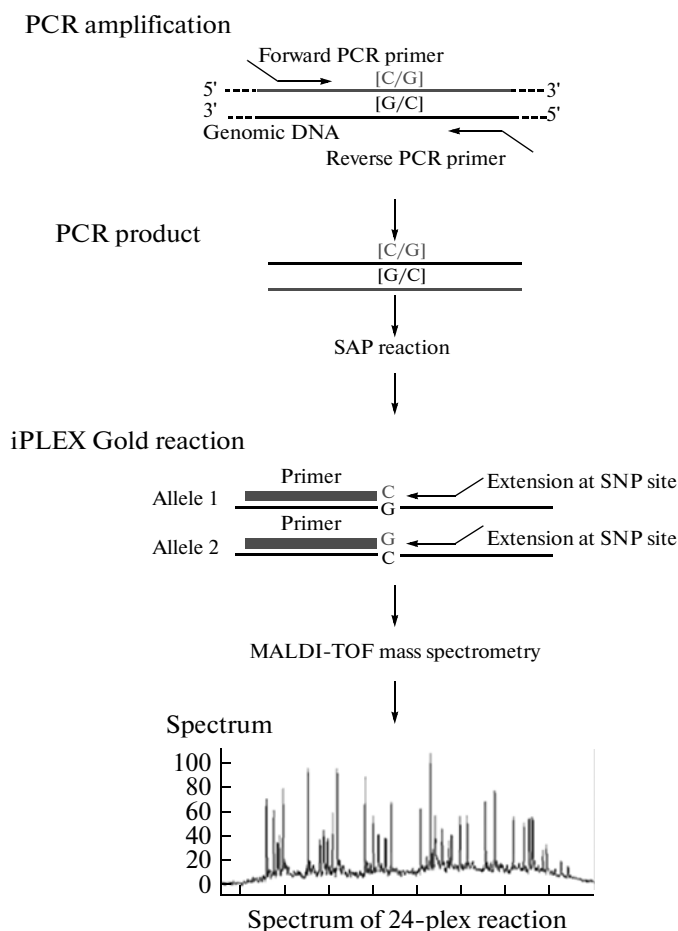 PCR amplification
Forward PCR primer
[C/G]
5' 3'
[G/C]
3' 5'
Genomic DNA
Reverse PCR primer
PCR product
[C/G]
[G/C]
SAP reaction
iPLEX Gold reaction
Primer
Allele 1
C
G
Extension at SNP site
Primer
Allele 2
G
C
Extension at SNP site
MALDI-TOF mass spectrometry
Spectrum
100
80
60
40
20
0
Spectrum of 24-plex reaction